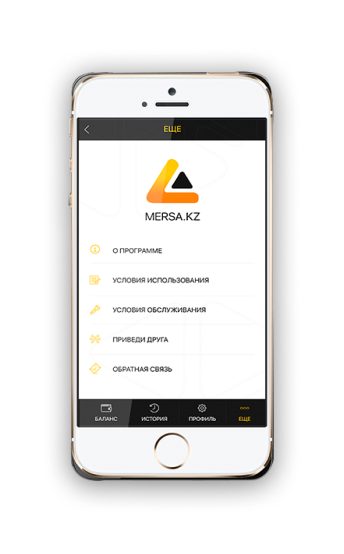 ЕЩЕ
MERSA.KZ
О ПРОГРАММЕ
УСЛОВИЯ ИСПОЛЬЗОВАНИЯ
УСЛОВИЯ ОБСЛУЖИВАНИЯ
ПРИВЕДИ ДРУГА
ОБРАТНАЯ СВЯЗЬ
БАЛАНС ИСТОРИЯ ПРОФИЛЬ ЕЩЕ